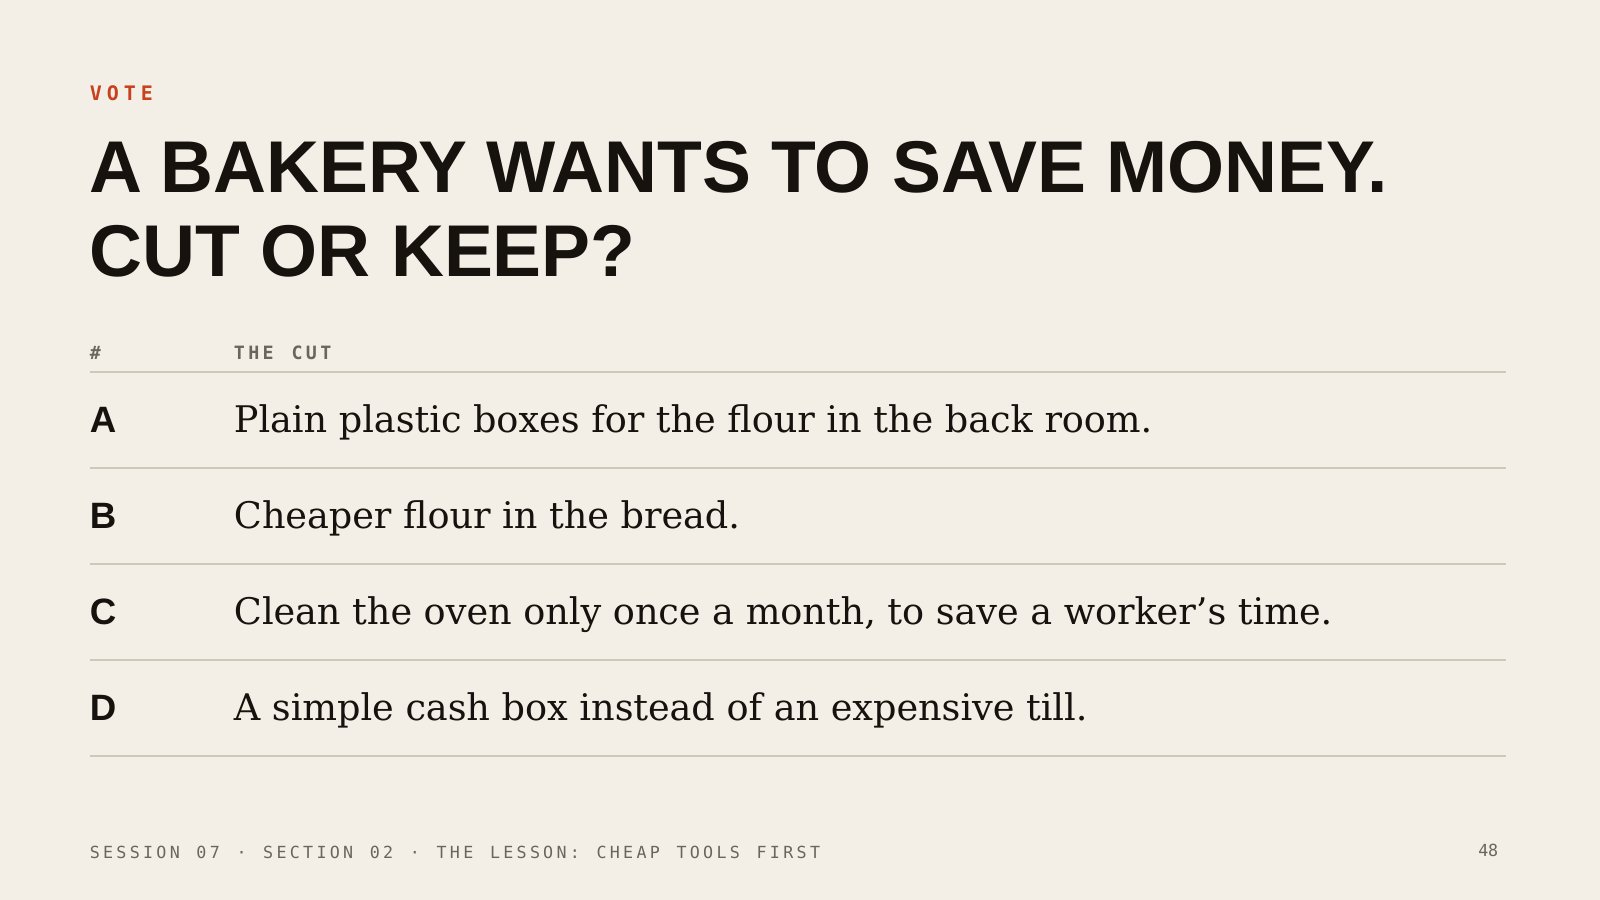 VOTE
A BAKERY WANTS TO SAVE MONEY.
CUT OR KEEP?
# THE CUT
A Plain plastic boxes for the flour in the back room.
B Cheaper flour in the bread.
C Clean the oven only once a month, to save a worker’s time.
D A simple cash box instead of an expensive till.
SESSION 07 · SECTION 02 · THE LESSON: CHEAP TOOLS FIRST 48